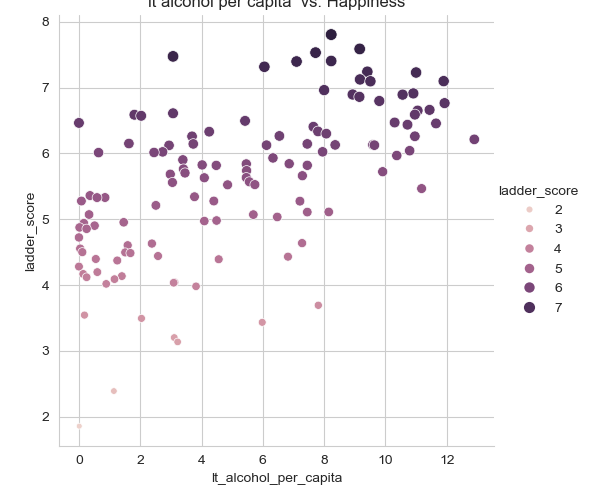 lt alcohol per capita vs. Happiness
8
7
6
5
4
3
2
0 2 4 6 8 10 12
lt_alcohol_per_capita
ladder_score
ladder_score
2
3
4
5
6
7